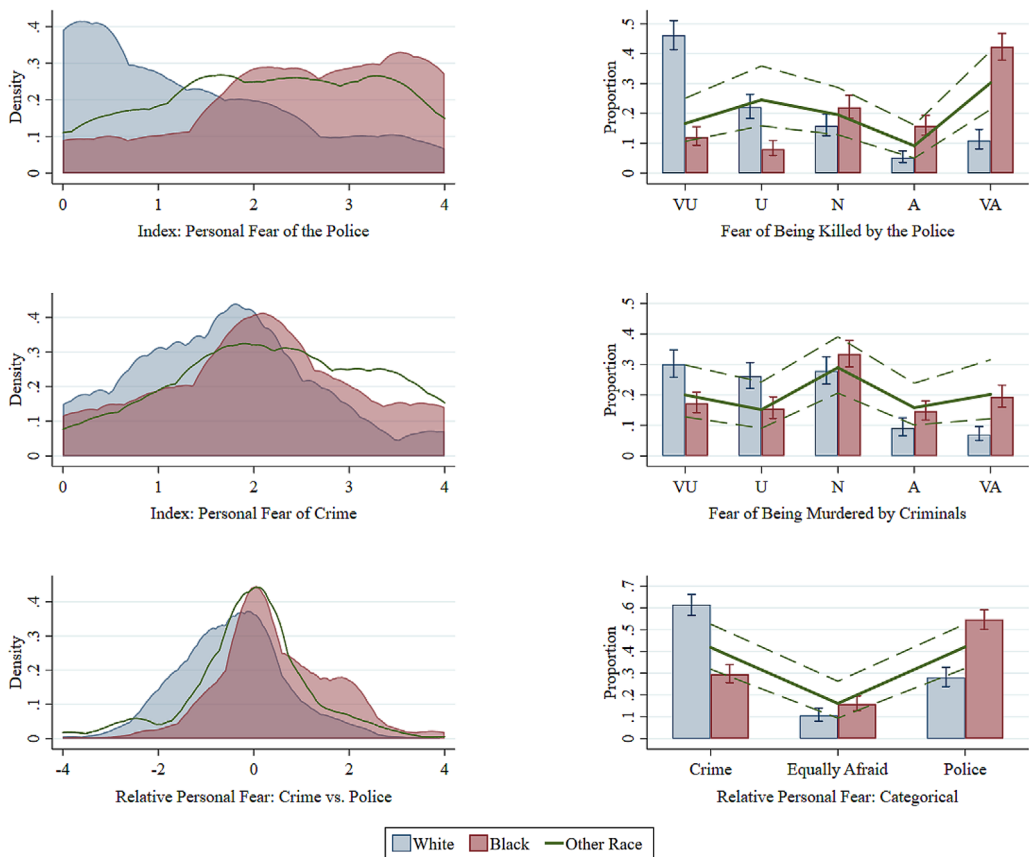 Density
.4
.3
.2
.1
0
0 1 2 3 4
Index: Personal Fear of the Police
Proportion
.5
.4
.3
.2
.1
0
VU U N A VA
Fear of Being Killed by the Police
Density
.4
.3
.2
.1
0
0 1 2 3 4
Index: Personal Fear of Crime
Proportion
.5
.4
.3
.2
.1
0
VU U N A VA
Fear of Being Murdered by Criminals
Density
.4
.3
.2
.1
0
-4 -2 0 2 4
Relative Personal Fear: Crime vs. Police
Proportion
.7
.6
.5
.4
.3
.2
.1
0
Crime Equally Afraid Police
Relative Personal Fear: Categorical
White Black Other Race